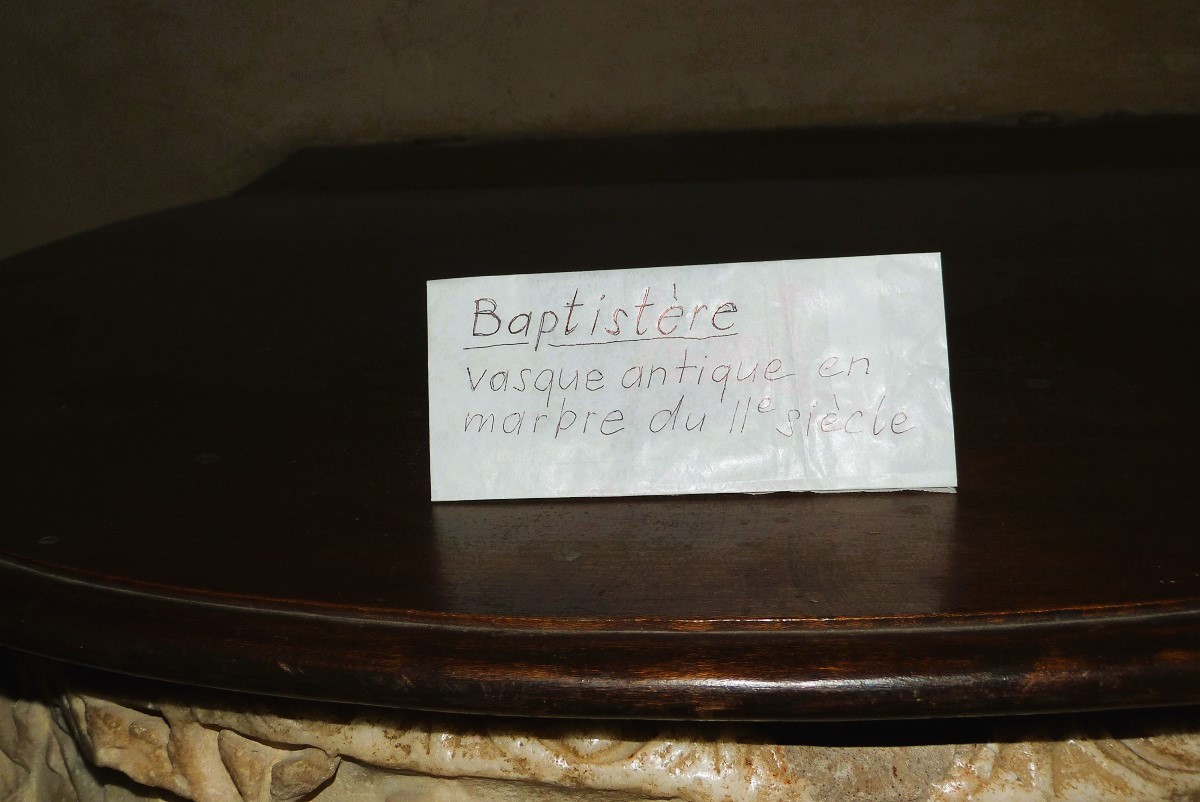 Baptistère
vasque antique en
marbre du IIe siècle